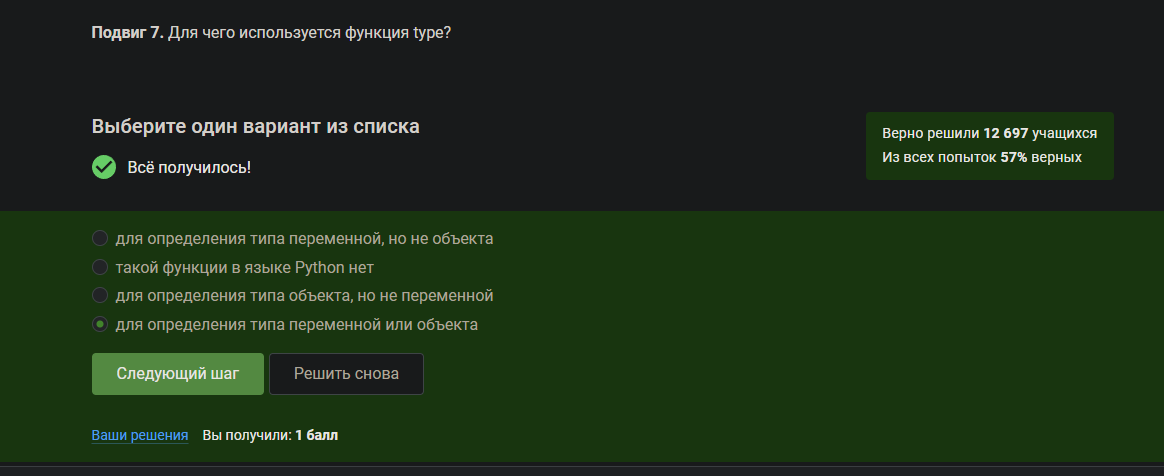 Подвиг 7. Для чего используется функция type?
Выберите один вариант из списка
Всё получилось!
Верно решили 12 697 учащихся
Из всех попыток 57% верных
для определения типа переменной, но не объекта
такой функции в языке Python нет
для определения типа объекта, но не переменной
для определения типа переменной или объекта
Следующий шаг
Решить снова
Ваши решения Вы получили: 1 балл